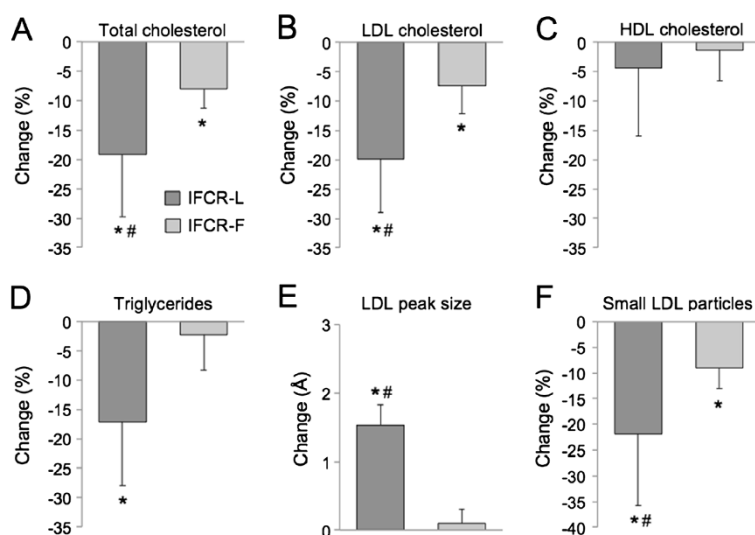 A
Total cholesterol
0
-5
-10
-15
-20
-25
-30
-35
Change (%)
*
* #
IFCR-L
IFCR-F
B
LDL cholesterol
0
-5
-10
-15
-20
-25
-30
-35
Change (%)
*
* #
C
HDL cholesterol
0
-5
-10
-15
-20
-25
-30
-35
Change (%)
D
Triglycerides
0
-5
-10
-15
-20
-25
-30
-35
Change (%)
*
E
LDL peak size
3
2
1
0
Change (Å)
* #
F
Small LDL particles
0
-5
-10
-15
-20
-25
-30
-35
-40
Change (%)
*
* #